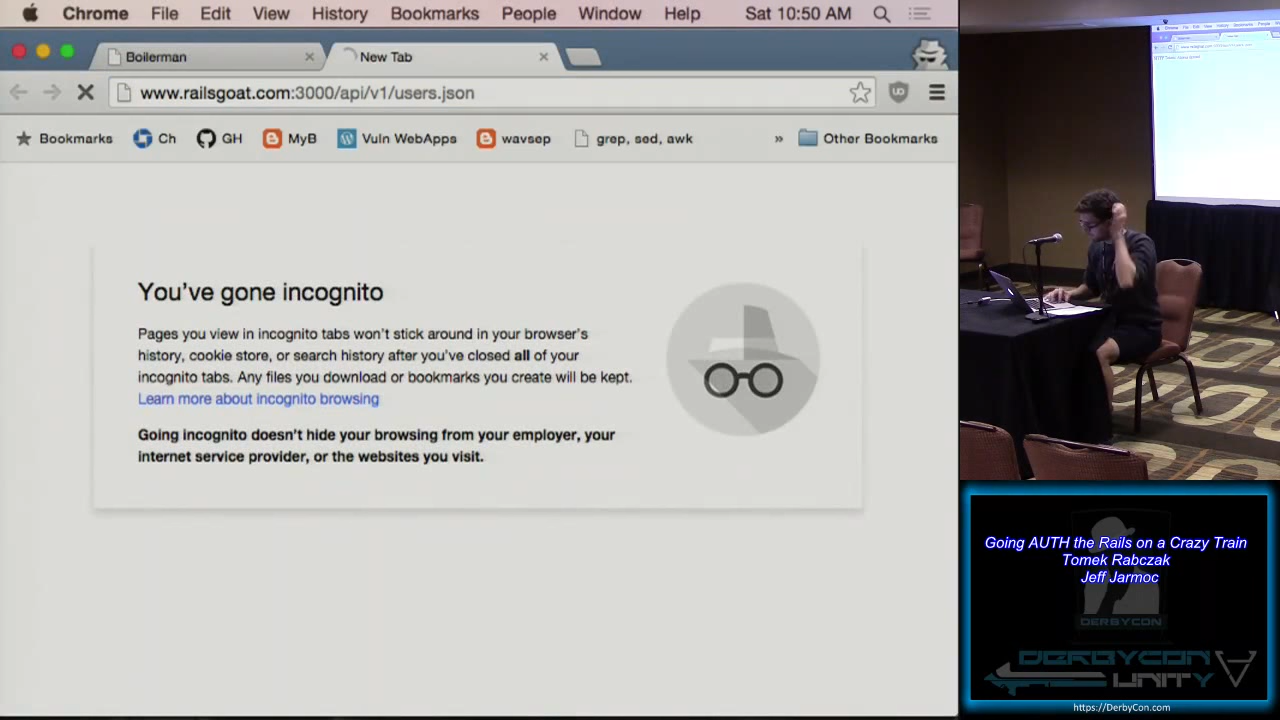 Chrome File Edit View History Bookmarks People Window Help Sat 10:50 AM
Boilerman
New Tab
www.railsgoat.com:3000/api/v1/users.json
Bookmarks Ch GH MyB Vuln WebApps wavsep grep, sed, awk » Other Bookmarks
You've gone incognito
Pages you view in incognito tabs won't stick around in your browser's
history, cookie store, or search history after you've closed all of your
incognito tabs. Any files you download or bookmarks you create will be kept.
Learn more about incognito browsing
Going incognito doesn't hide your browsing from your employer, your
internet service provider, or the websites you visit.
Going AUTH the Rails on a Crazy Train
Tomek Rabczak
Jeff Jarmoc
DERBYCON
DERBYCON
UNITY
https://DerbyCon.com